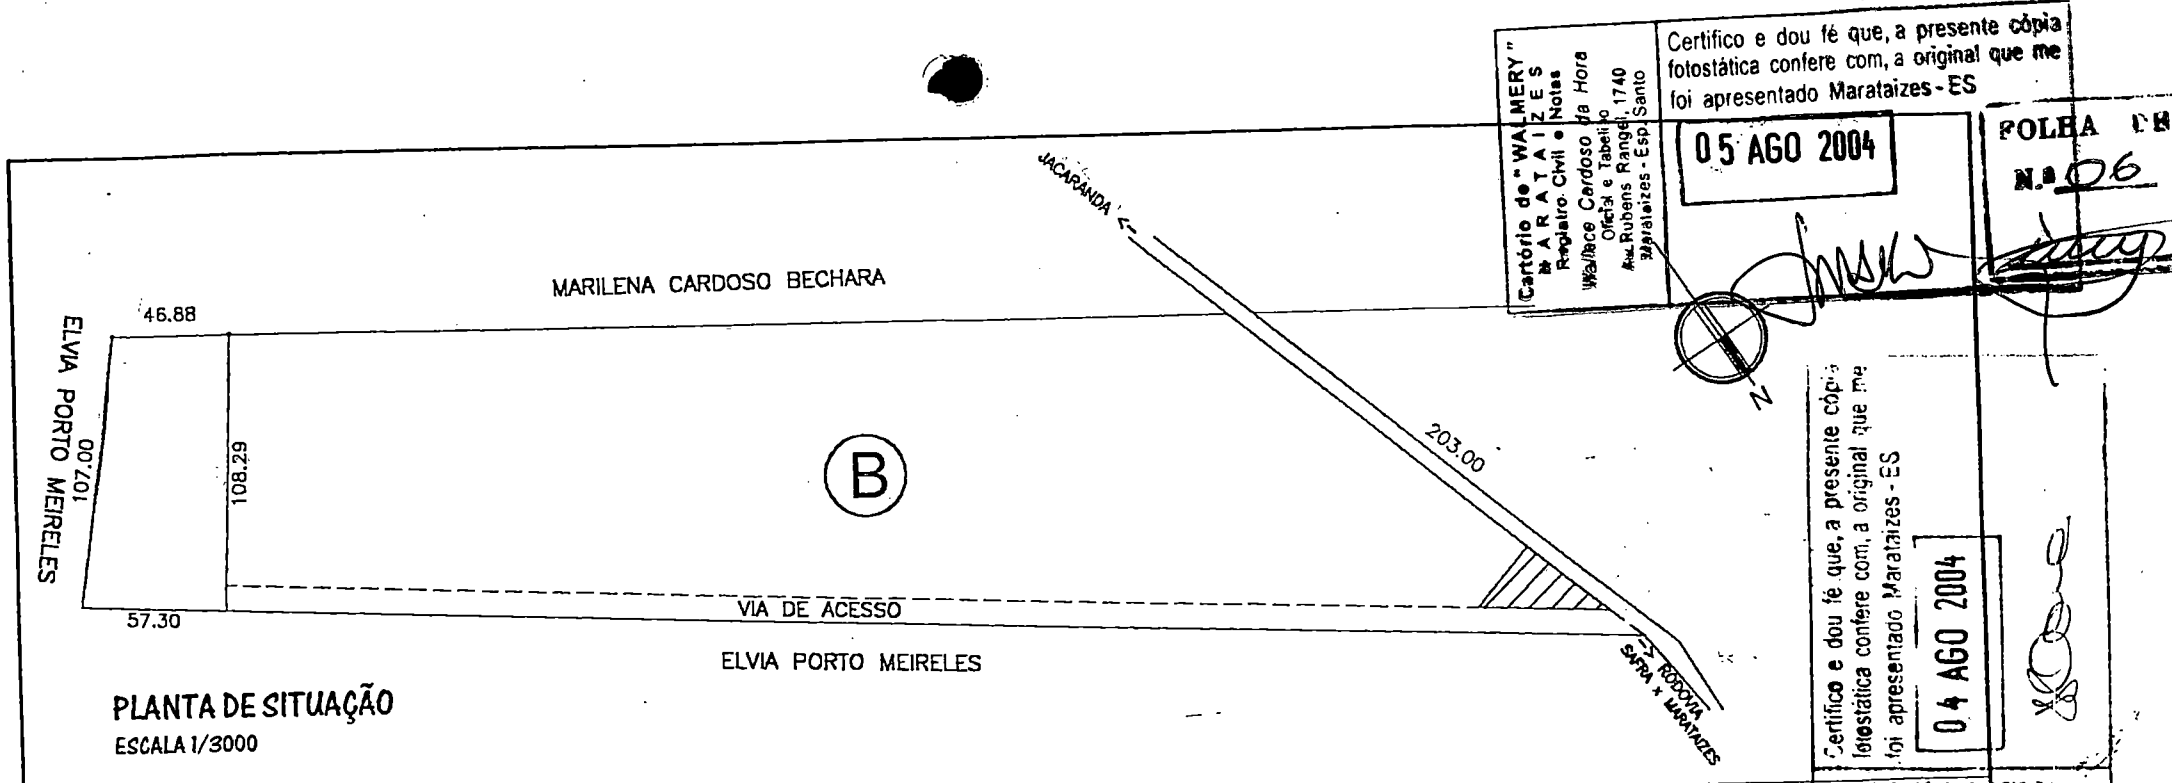 Cartório de "WALMERY"
MARATAIZES
Registro Civil e Notas
Wallace Cardoso da Hora
Oficial e Tabelião
Av. Rubens Rangel, 1740
Marataizes - Esp. Santo
Certifico e dou fé que, a presente cópia
fotostática confere com, a original que me
foi apresentado Marataizes - ES
05 AGO 2004
FOLHA DE
N.º 06
JACARANDA
MARILENA CARDOSO BECHARA
46.88
ELVIA PORTO MEIRELES
107.00
108.29
B
203.00
N
VIA DE ACESSO
57.30
ELVIA PORTO MEIRELES
RODOVIA
SAFRA x MARATAIZES
PLANTA DE SITUAÇÃO
ESCALA 1/3000
Certifico e dou fé que, a presente cópia
fotostática confere com, a original que me
foi apresentado Marataizes - ES
04 AGO 2004